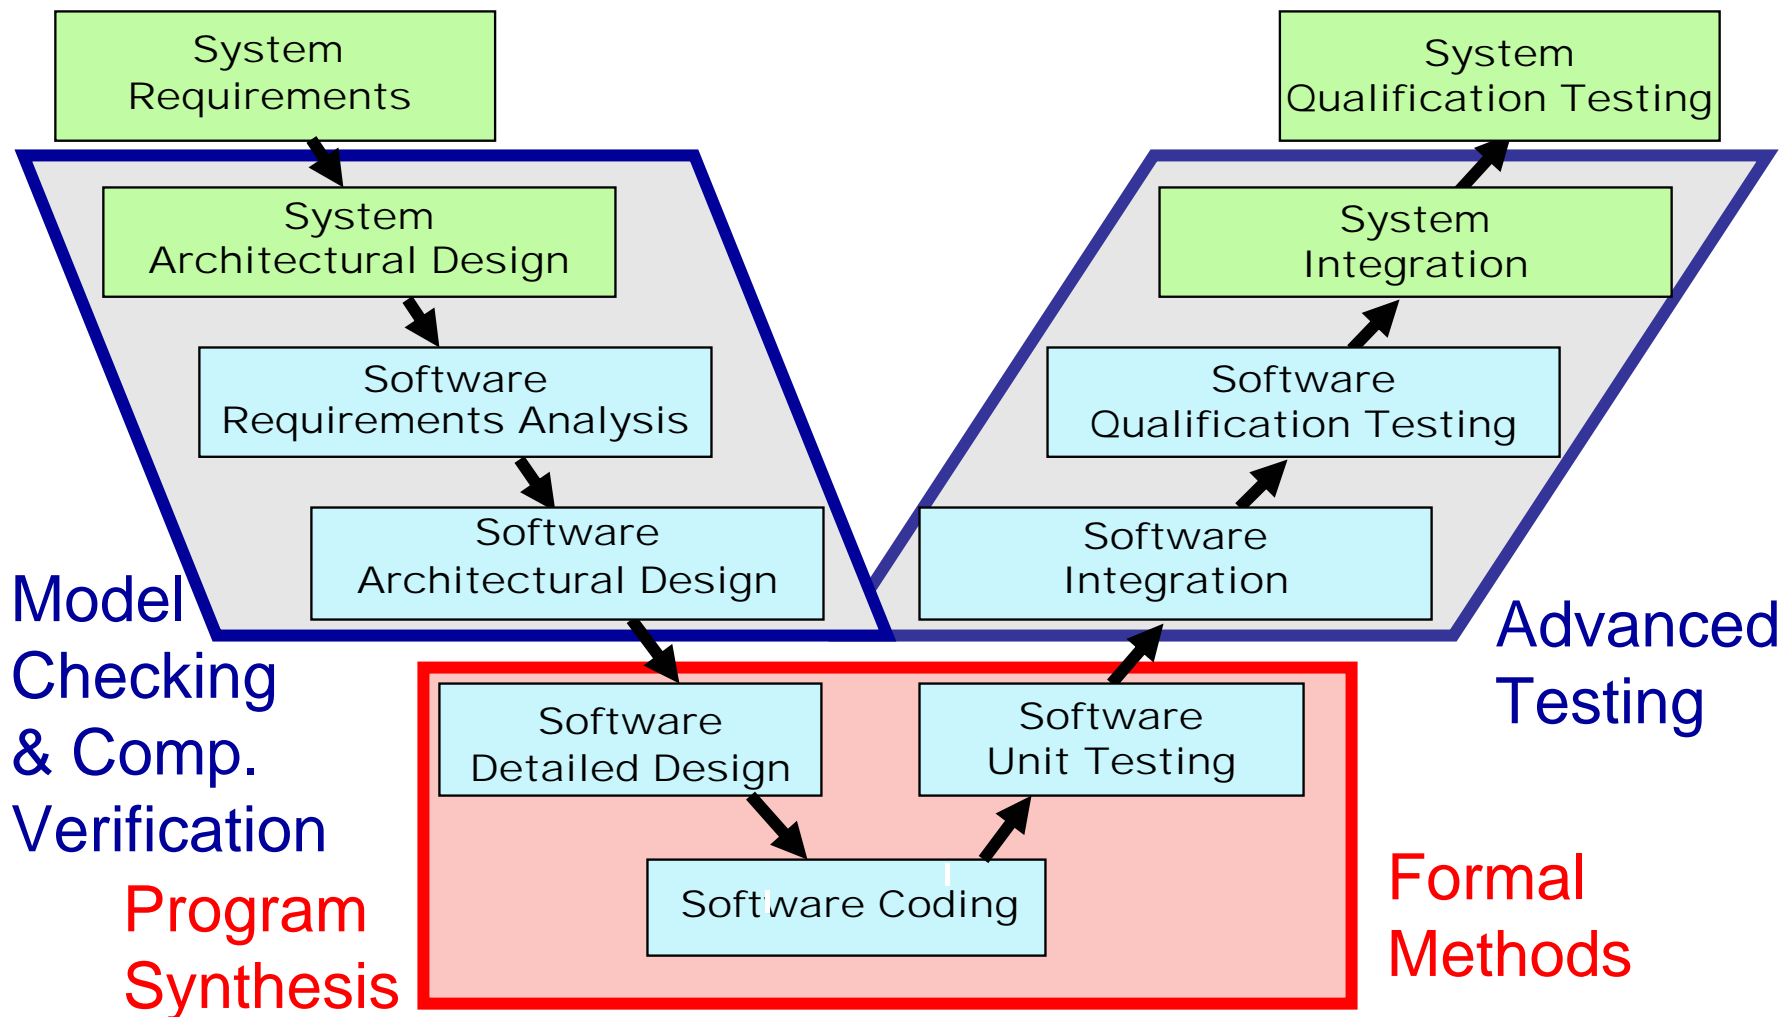 System
Requirements
System
Qualification Testing
System
Architectural Design
System
Integration
Software
Requirements Analysis
Software
Qualification Testing
Software
Architectural Design
Software
Integration
Model
Checking
& Comp.
Verification
Advanced
Testing
Software
Detailed Design
Software
Unit Testing
Software Coding
Program
Synthesis
Formal
Methods